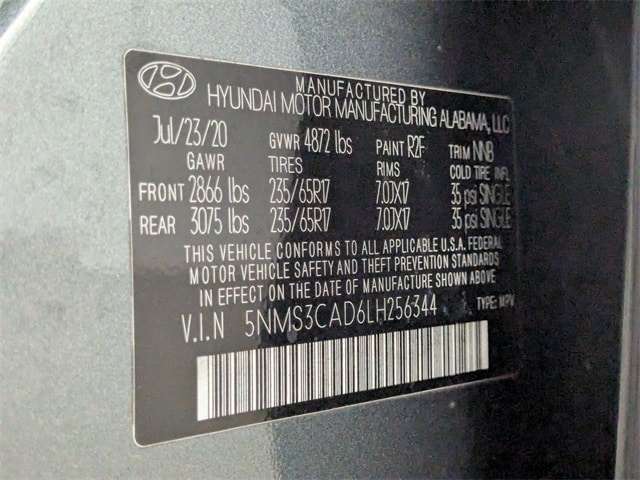 MANUFACTURED BY
HYUNDAI MOTOR MANUFACTURING ALABAMA, LLC
Jul/23/20 GVWR 4872 lbs PAINT R2F TRIM NNB
GAWR TIRES RIMS COLD TIRE INFL
FRONT 2866 lbs 235/65R17 7.0JX17 35 psi SINGLE
REAR 3075 lbs 235/65R17 7.0JX17 35 psi SINGLE
THIS VEHICLE CONFORMS TO ALL APPLICABLE U.S.A. FEDERAL
MOTOR VEHICLE SAFETY AND THEFT PREVENTION STANDARDS
IN EFFECT ON THE DATE OF MANUFACTURE SHOWN ABOVE
V.I.N 5NMS3CAD6LH256344 TYPE: M.P.V